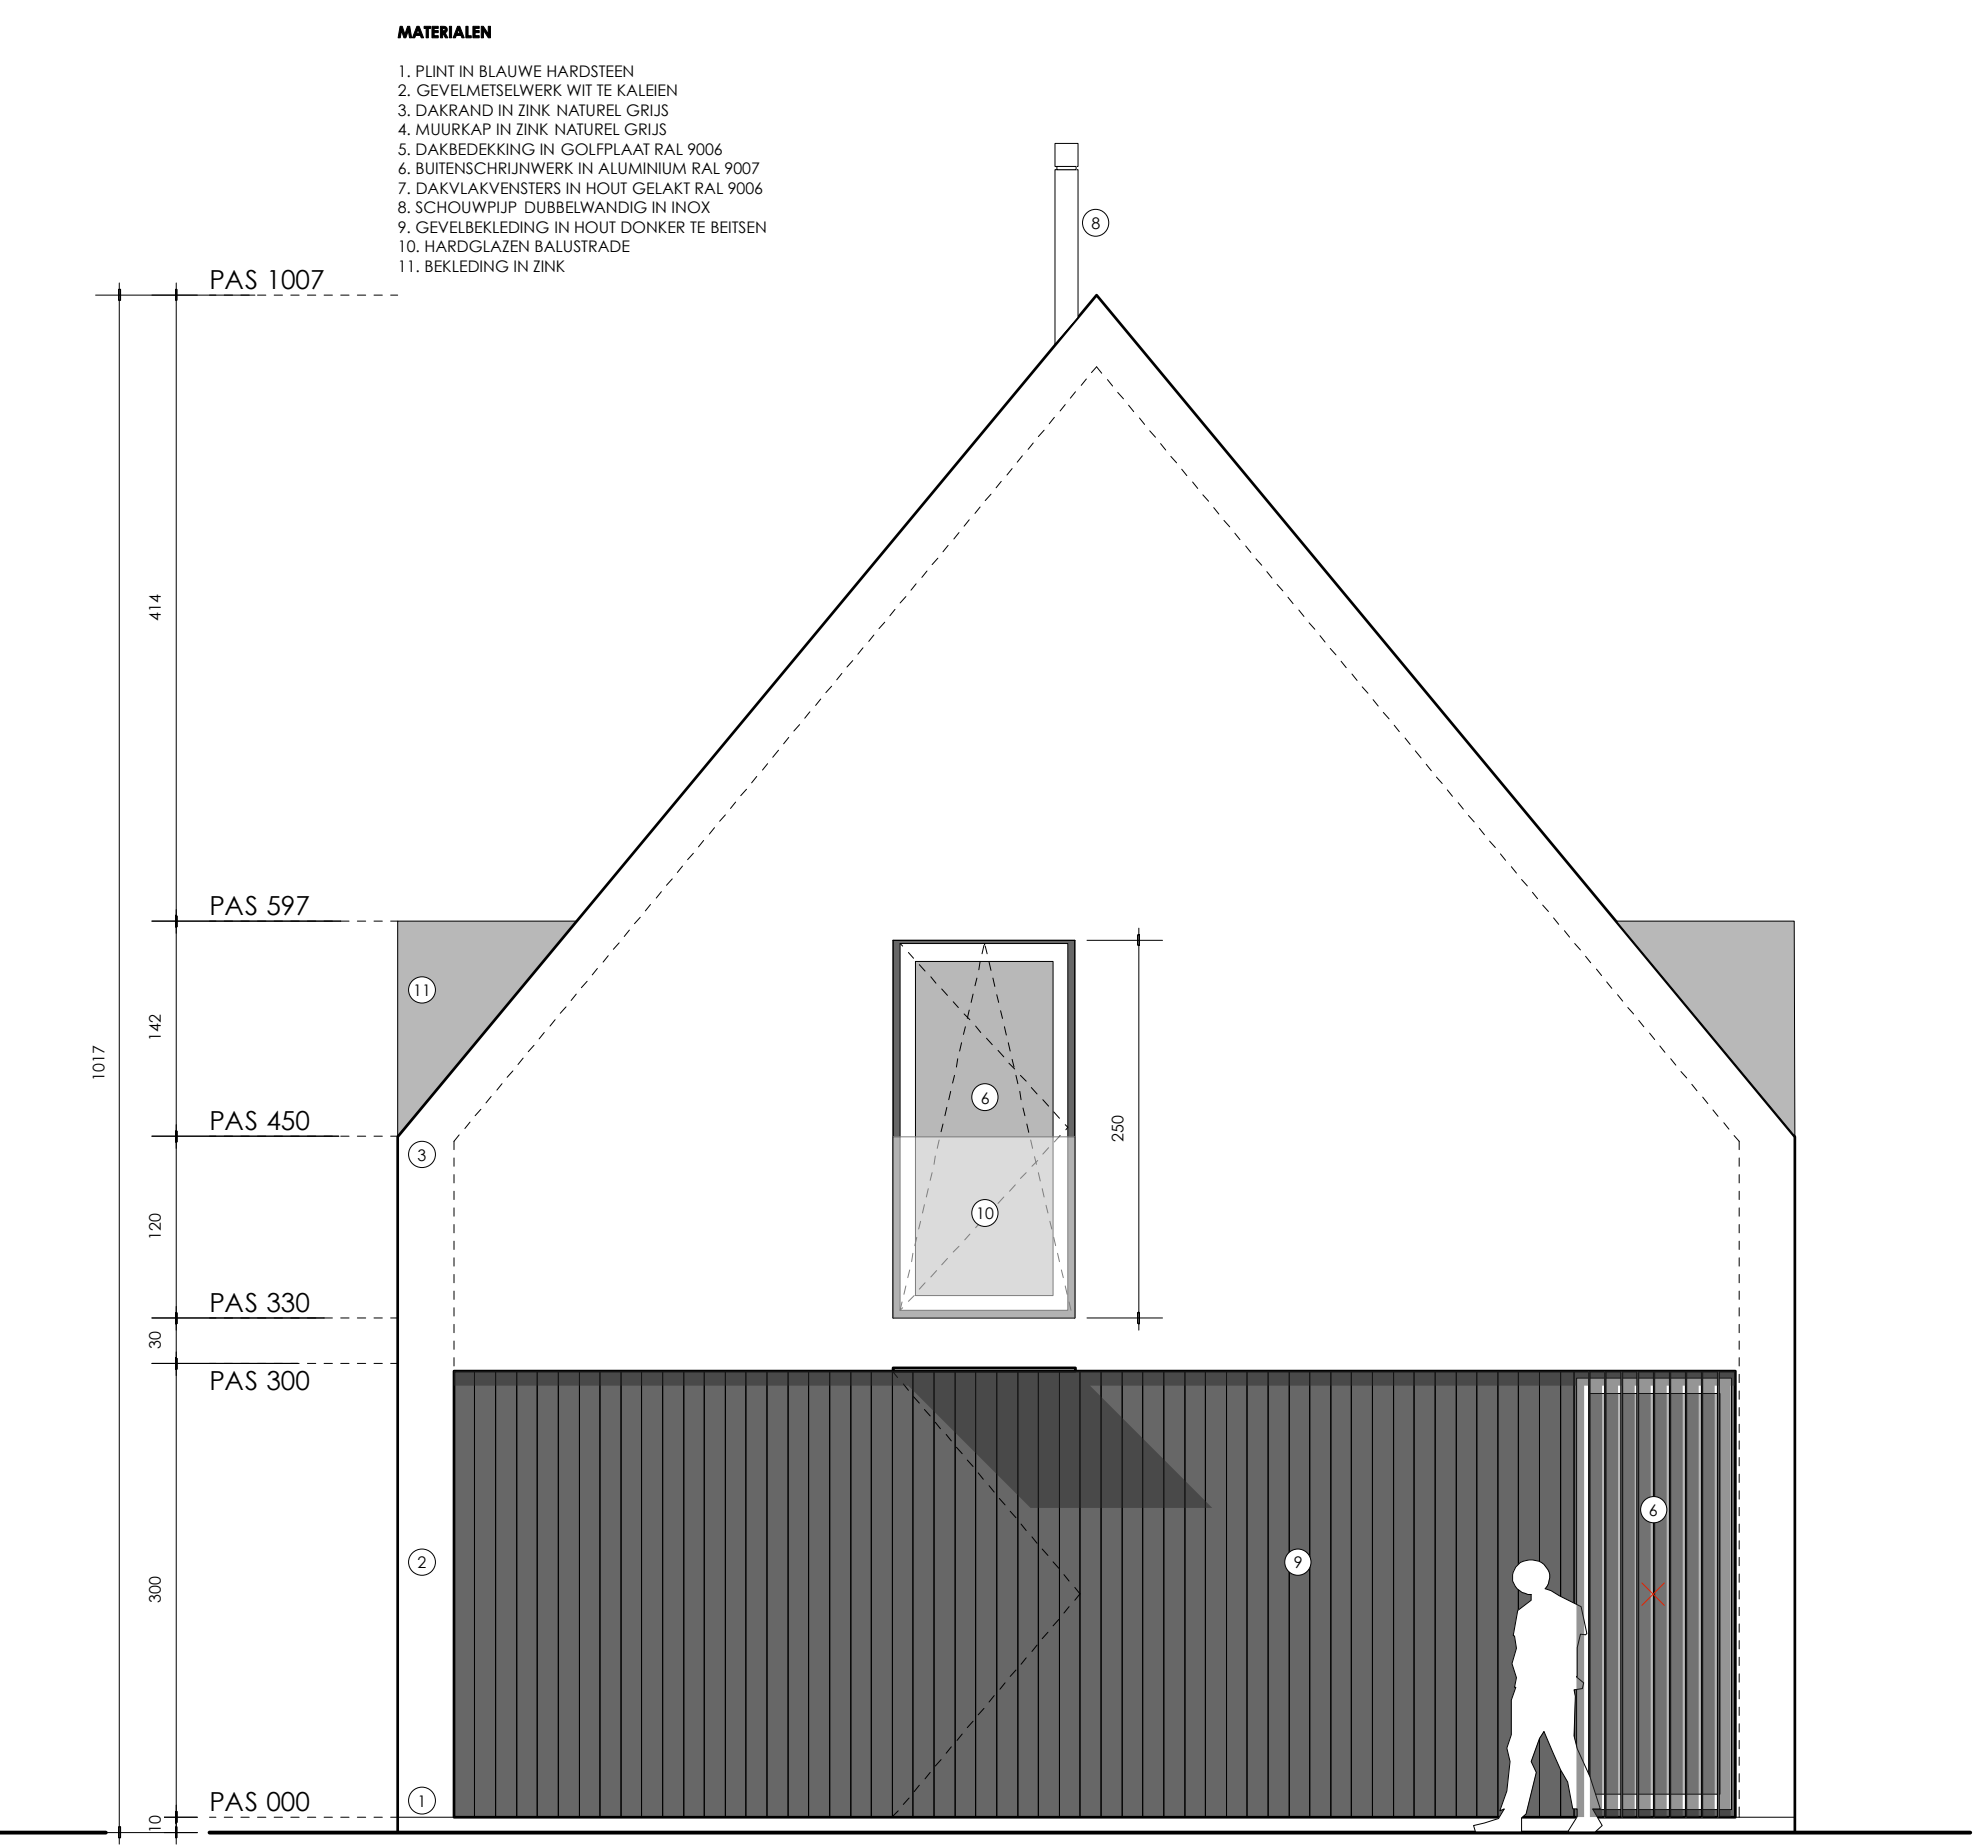 MATERIALEN
1. PLINT IN BLAUWE HARDSTEEN
2. GEVELMETSELWERK WIT TE KALEIEN
3. DAKRAND IN ZINK NATUREL GRIJS
4. MUURKAP IN ZINK NATUREL GRIJS
5. DAKBEDEKKING IN GOLFPLAAT RAL 9006
6. BUITENSCHRIJNWERK IN ALUMINIUM RAL 9007
7. DAKVLAKVENSTERS IN HOUT GELAKT RAL 9006
8. SCHOUWPIJP DUBBELWANDIG IN INOX
9. GEVELBEKLEDING IN HOUT DONKER TE BEITSEN
10. HARDGLAZEN BALUSTRADE
11. BEKLEDING IN ZINK
8
PAS 1007
414
PAS 597
11
142
1017
6
PAS 450
250
3
10
120
PAS 330
30
PAS 300
6
2
9
300
1
PAS 000
10